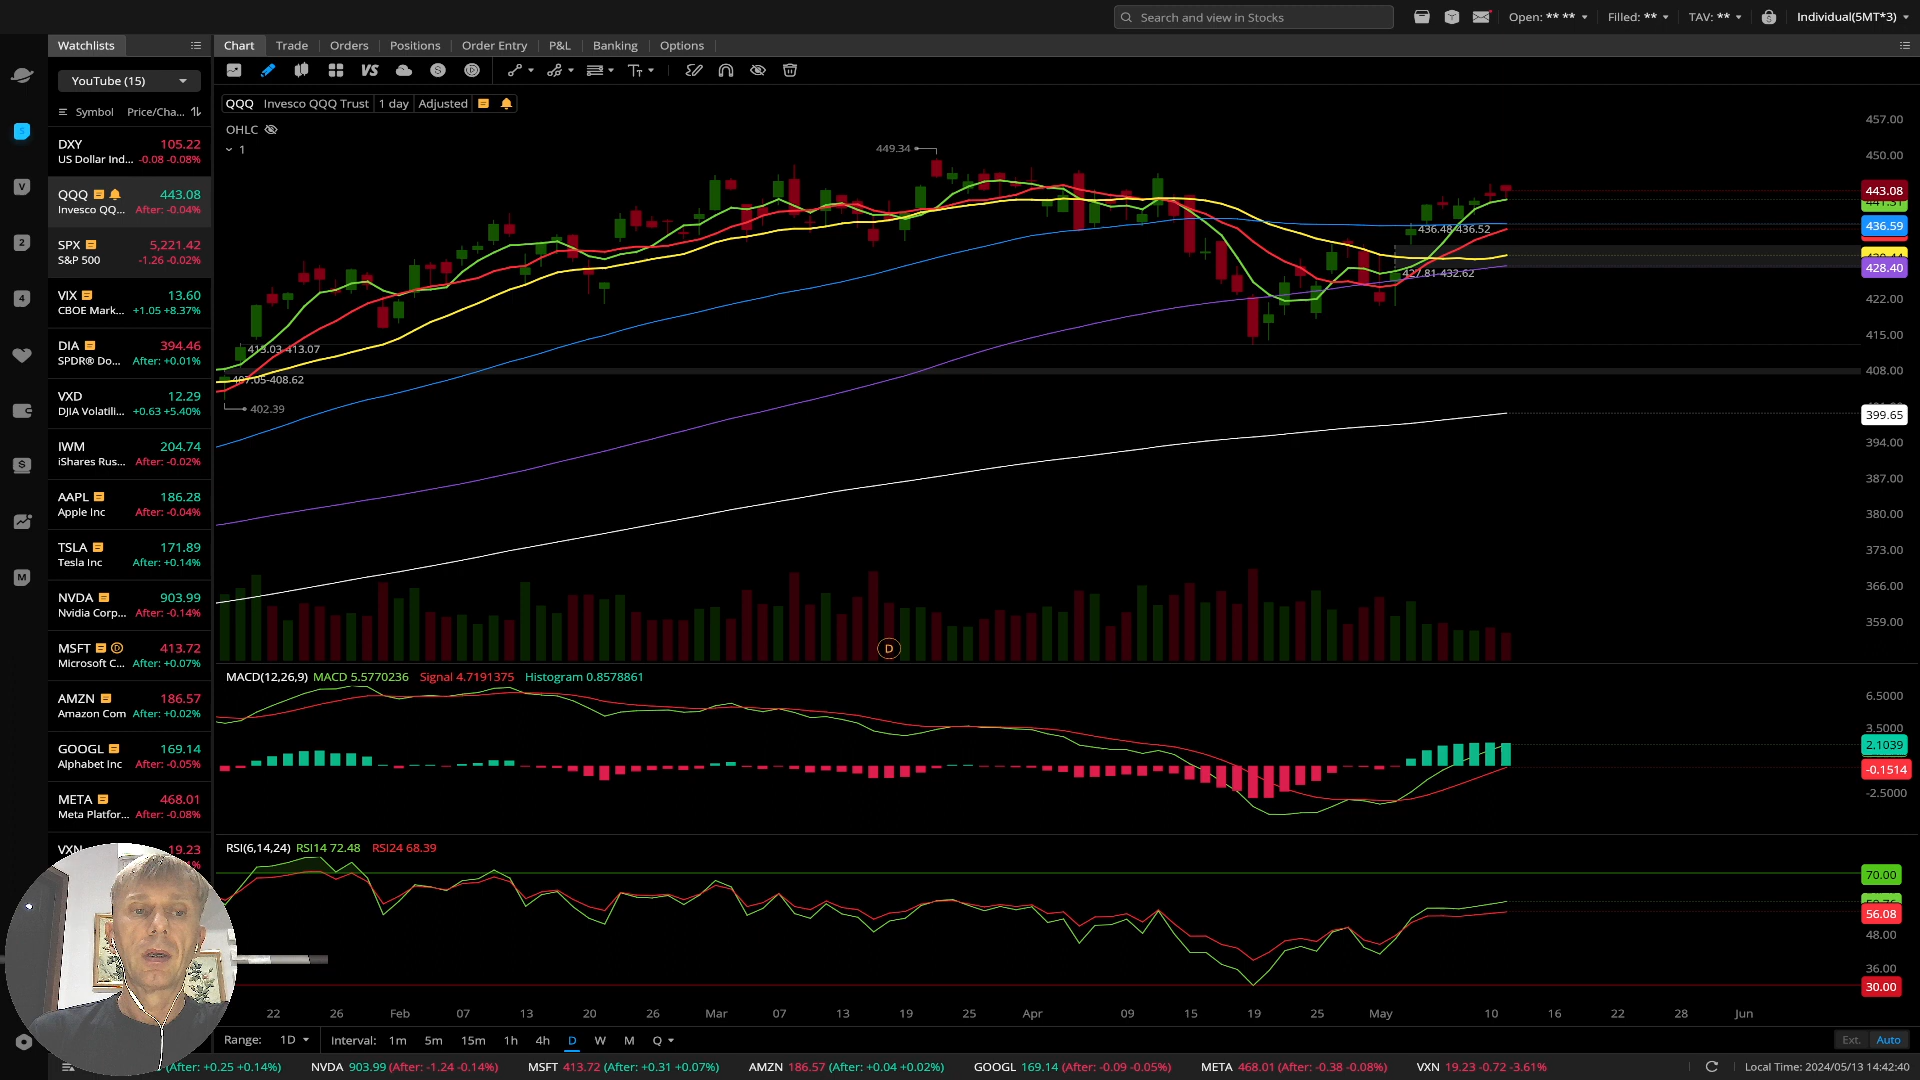 Search and view in Stocks
Open: ** **
Filled: **
TAV: **
Individual(5MT*3)
Watchlists
Chart
Trade
Orders
Positions
Order Entry
P&L
Banking
Options
YouTube (15)
VS
Symbol
Price/Cha...
QQQ Invesco QQQ Trust 1 day Adjusted
OHLC
1
DXY 105.22
US Dollar Ind... -0.08 -0.08%
QQQ 443.08
Invesco QQ... After: -0.04%
SPX 5,221.42
S&P 500 -1.26 -0.02%
VIX 13.60
CBOE Mark... +1.05 +8.37%
DIA 394.46
SPDR® Do... After: +0.01%
VXD 12.29
DJIA Volatili... +0.63 +5.40%
IWM 204.74
iShares Rus... After: -0.02%
AAPL 186.28
Apple Inc After: -0.04%
TSLA 171.89
Tesla Inc After: +0.14%
NVDA 903.99
Nvidia Corp... After: -0.14%
MSFT 413.72
Microsoft C... After: +0.07%
AMZN 186.57
Amazon Com After: +0.02%
GOOGL 169.14
Alphabet Inc After: -0.05%
META 468.01
Meta Platfor... After: -0.08%
VXN 19.23
449.34
436.48-436.52
427.81-432.62
413.03-413.07
407.05-408.62
402.39
D
457.00
450.00
443.08
436.59
428.40
422.00
415.00
408.00
399.65
394.00
387.00
380.00
373.00
366.00
359.00
MACD(12,26,9) MACD 5.5770236 Signal 4.7191375 Histogram 0.8578861
6.5000
3.5000
2.1039
-0.1514
-2.5000
RSI(6,14,24) RSI14 72.48 RSI24 68.39
70.00
56.08
48.00
36.00
30.00
22 26 Feb 07 13 20 26 Mar 07 13 19 25 Apr 09 15 19 25 May 10 16 22 28 Jun
Range: 1D Interval: 1m 5m 15m 1h 4h D W M Q
Ext. Auto
(After: +0.25 +0.14%) NVDA 903.99 (After: -1.24 -0.14%) MSFT 413.72 (After: +0.31 +0.07%) AMZN 186.57 (After: +0.04 +0.02%) GOOGL 169.14 (After: -0.09 -0.05%) META 468.01 (After: -0.38 -0.08%) VXN 19.23 -0.72 -3.61%
Local Time: 2024/05/13 14:42:40